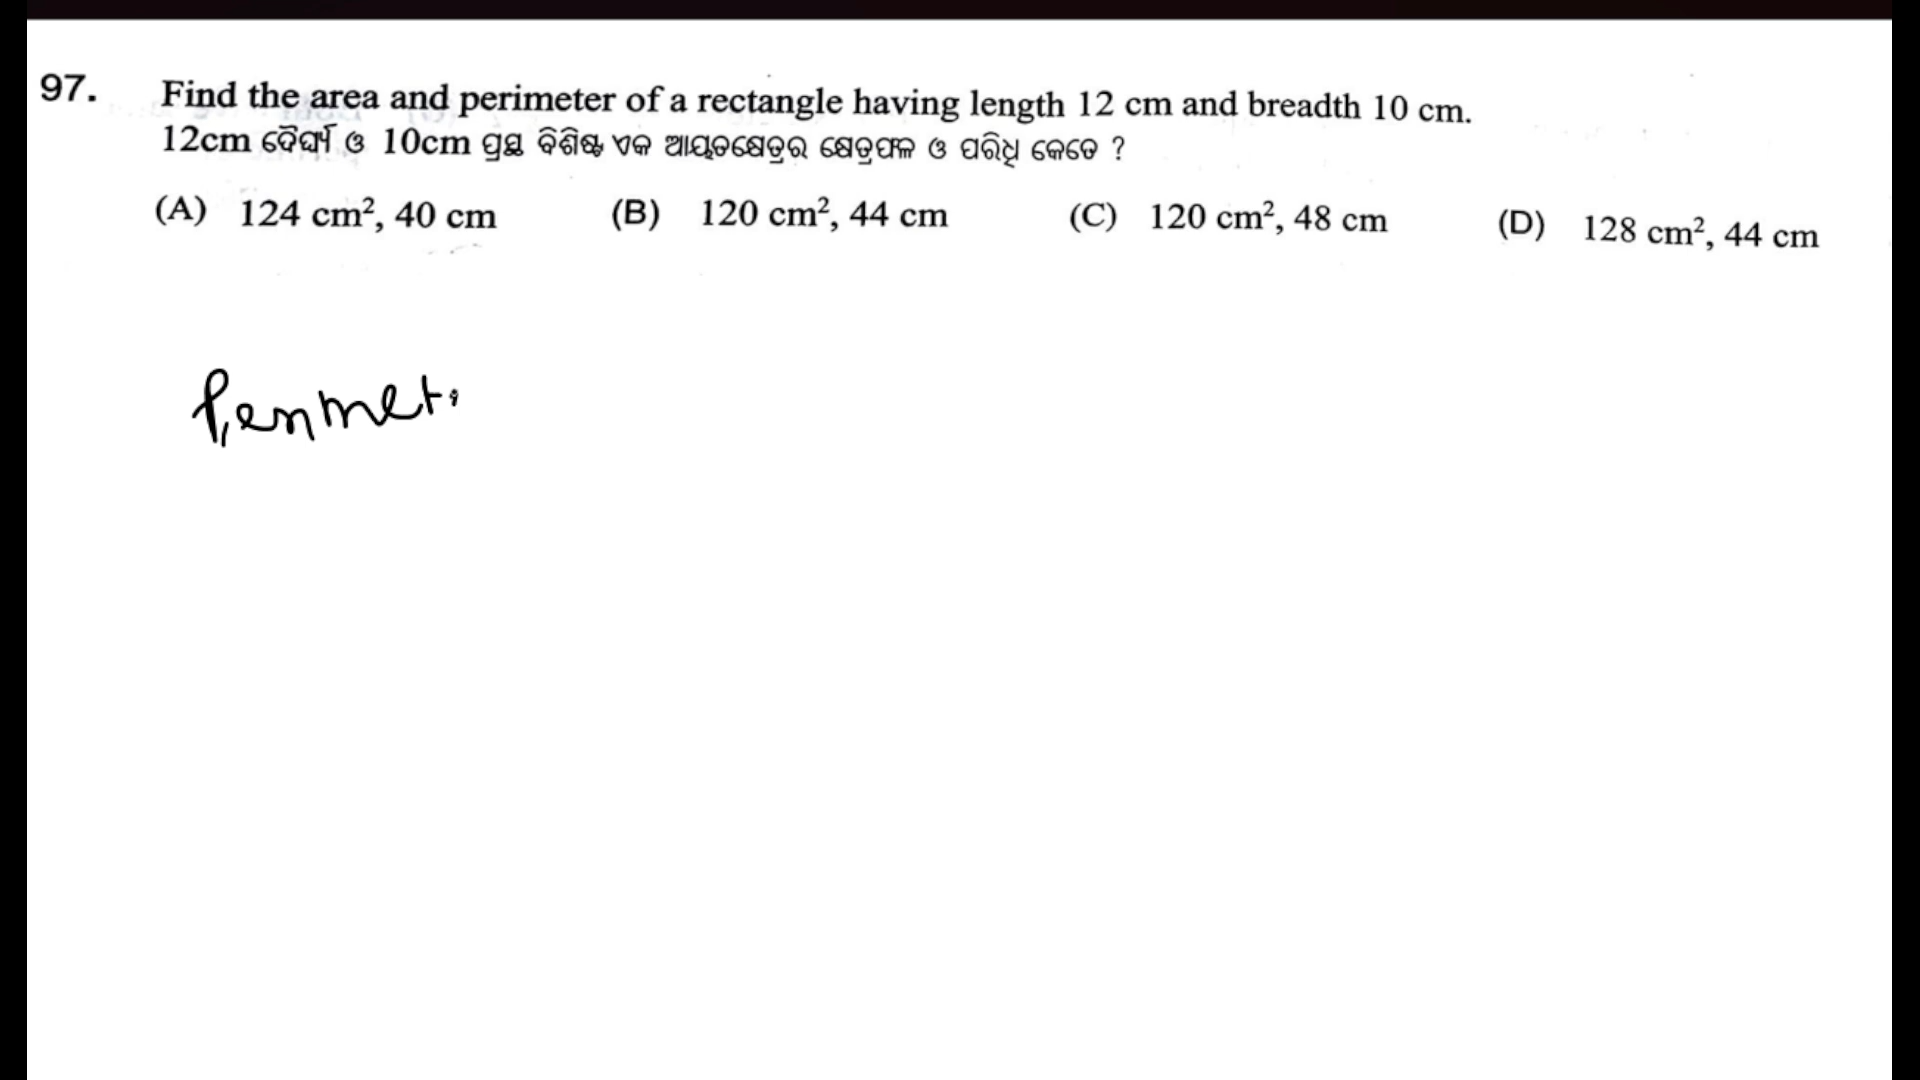 97. Find the area and perimeter of a rectangle having length 12 cm and breadth 10 cm.
12cm ଦୈର୍ଘ୍ୟ ଓ 10cm ପ୍ରସ୍ଥ ବିଶିଷ୍ଟ ଏକ ଆୟତକ୍ଷେତ୍ରର କ୍ଷେତ୍ରଫଳ ଓ ପରିଧି କେତେ ?
(A) 124 cm², 40 cm (B) 120 cm², 44 cm (C) 120 cm², 48 cm (D) 128 cm², 44 cm